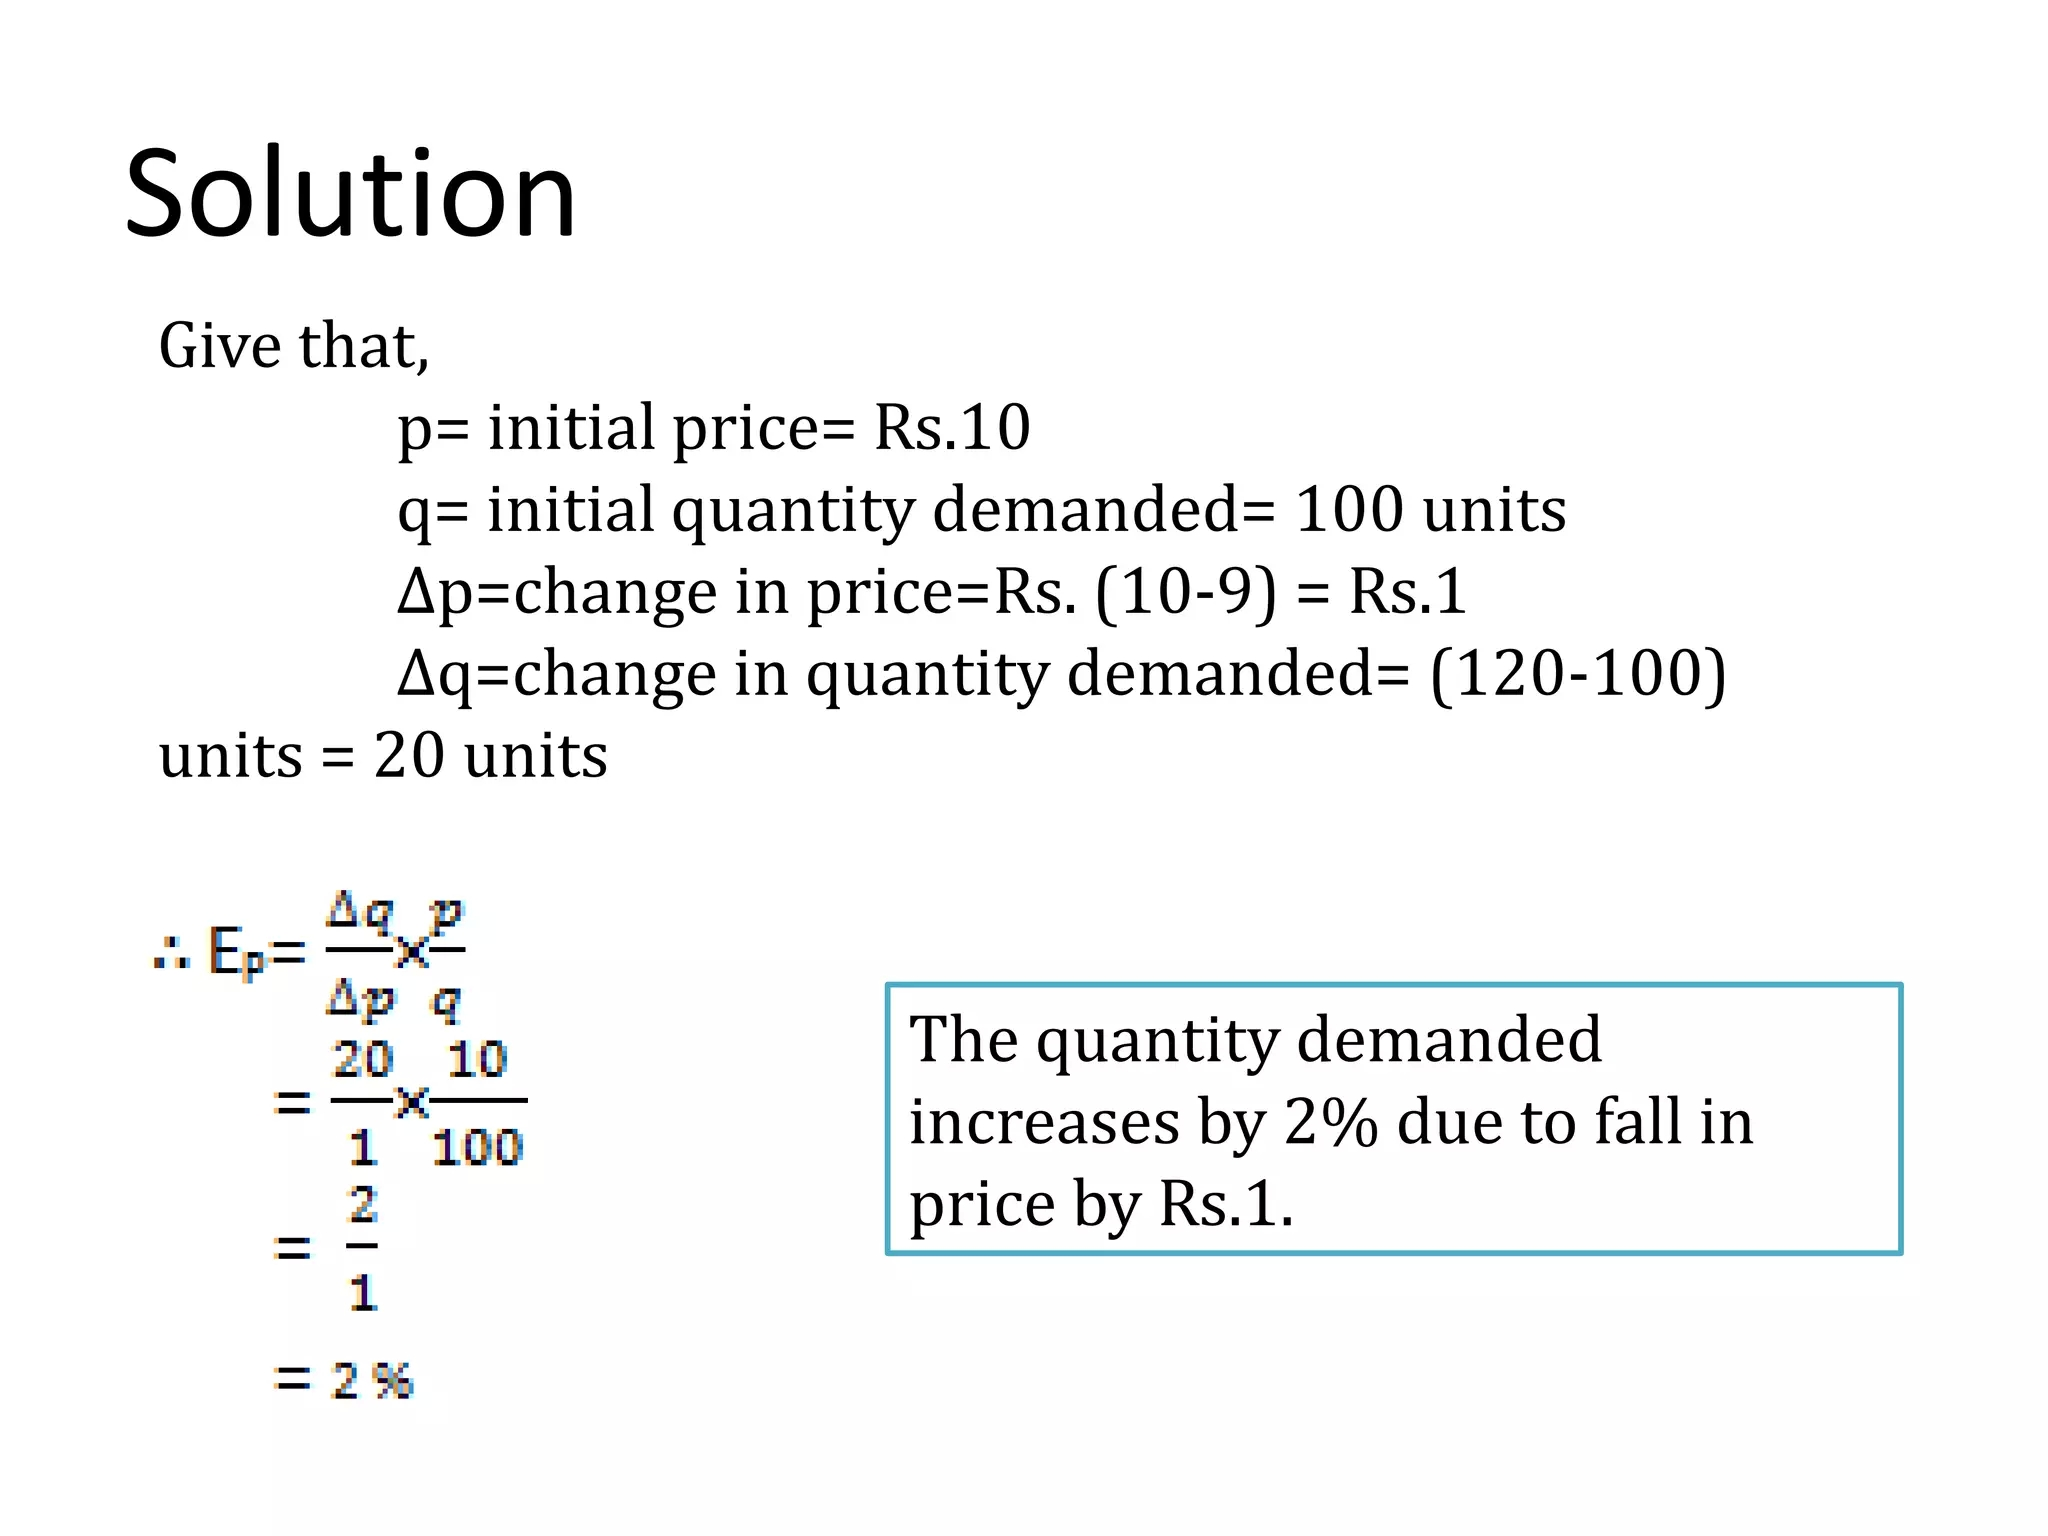 Solution
Give that,
p= initial price= Rs.10
q= initial quantity demanded= 100 units
Δp=change in price=Rs. (10-9) = Rs.1
Δq=change in quantity demanded= (120-100)
units = 20 units
∴ Ep= Δq/Δp × p/q
= 20/1 × 10/100
= 2/1
= 2 %
The quantity demanded
increases by 2% due to fall in
price by Rs.1.